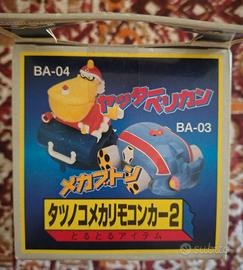 BA-04
ヤッターペリカン
BA-03
メカブトン
タツノコメカリモコンカー2
とるとるアイテム
subito